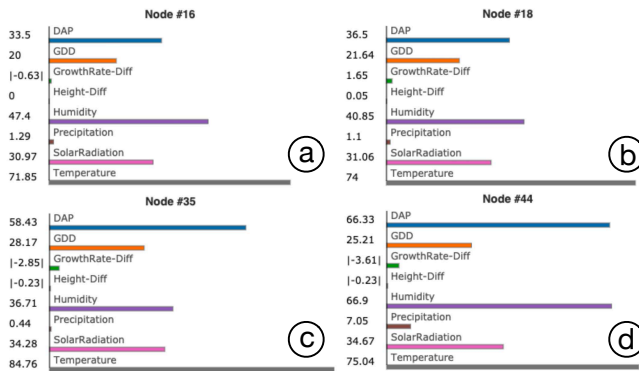 Node #16
33.5 DAP
20 GDD
|-0.63| GrowthRate-Diff
0 Height-Diff
47.4 Humidity
1.29 Precipitation
30.97 SolarRadiation
71.85 Temperature
a
Node #18
36.5 DAP
21.64 GDD
1.65 GrowthRate-Diff
0.05 Height-Diff
40.85 Humidity
1.1 Precipitation
31.06 SolarRadiation
74 Temperature
b
Node #35
58.43 DAP
28.17 GDD
|-2.85| GrowthRate-Diff
|-0.23| Height-Diff
36.71 Humidity
0.44 Precipitation
34.28 SolarRadiation
84.76 Temperature
c
Node #44
66.33 DAP
25.21 GDD
|-3.61| GrowthRate-Diff
|-0.23| Height-Diff
66.9 Humidity
7.05 Precipitation
34.67 SolarRadiation
75.04 Temperature
d